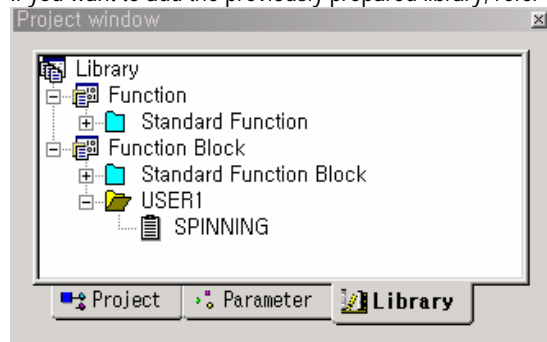 If you want to add the previously prepared library, refer
Project window
Library
Function
Standard Function
Function Block
Standard Function Block
USER1
SPINNING
Project Parameter Library